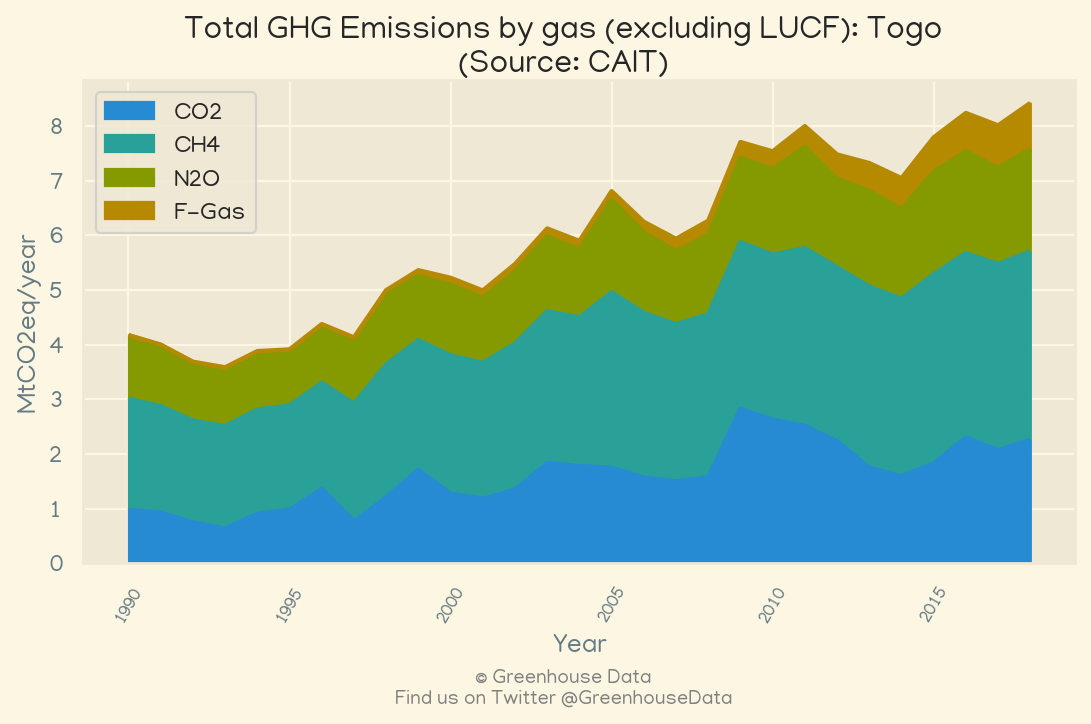 Total GHG Emissions by gas (excluding LUCF): Togo
(Source: CAIT)
CO2
CH4
N2O
F-Gas
MtCO2eq/year
8
7
6
5
4
3
2
1
0
1990
1995
2000
2005
2010
2015
Year
© Greenhouse Data
Find us on Twitter @GreenhouseData